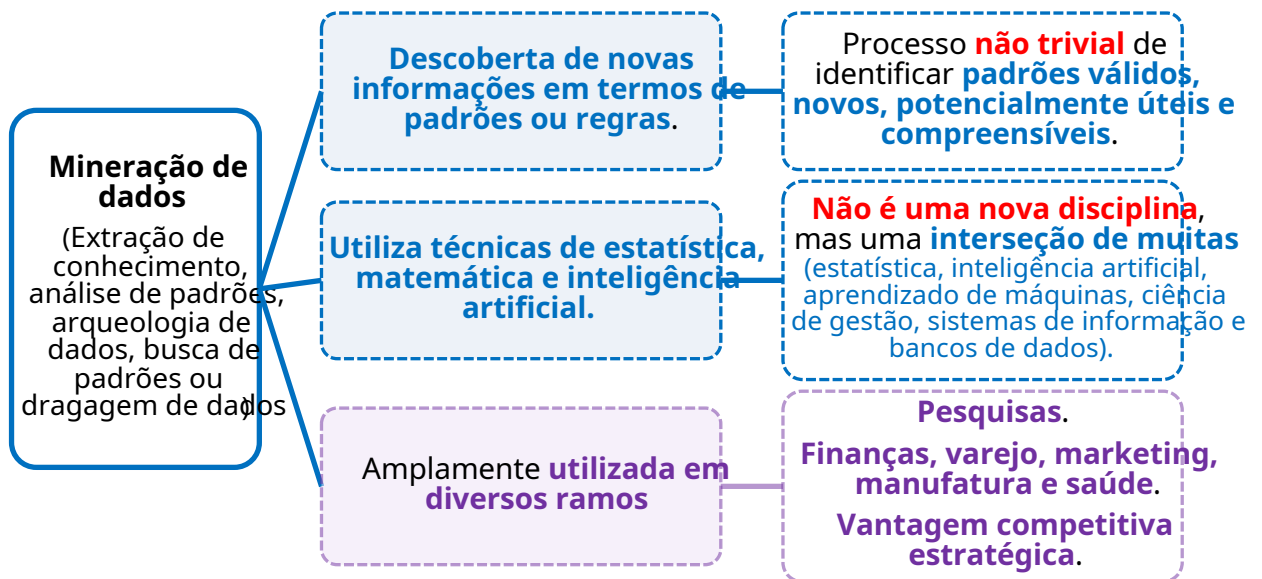 Mineração de
dados
(Extração de
conhecimento,
análise de padrões,
arqueologia de
dados, busca de
padrões ou
dragagem de dados)
Descoberta de novas
informações em termos de
padrões ou regras.
Processo não trivial de
identificar padrões válidos,
novos, potencialmente úteis e
compreensíveis.
Utiliza técnicas de estatística,
matemática e inteligência
artificial.
Não é uma nova disciplina,
mas uma interseção de muitas
(estatística, inteligência artificial,
aprendizado de máquinas, ciência
de gestão, sistemas de informação e
bancos de dados).
Amplamente utilizada em
diversos ramos
Pesquisas.
Finanças, varejo, marketing,
manufatura e saúde.
Vantagem competitiva
estratégica.